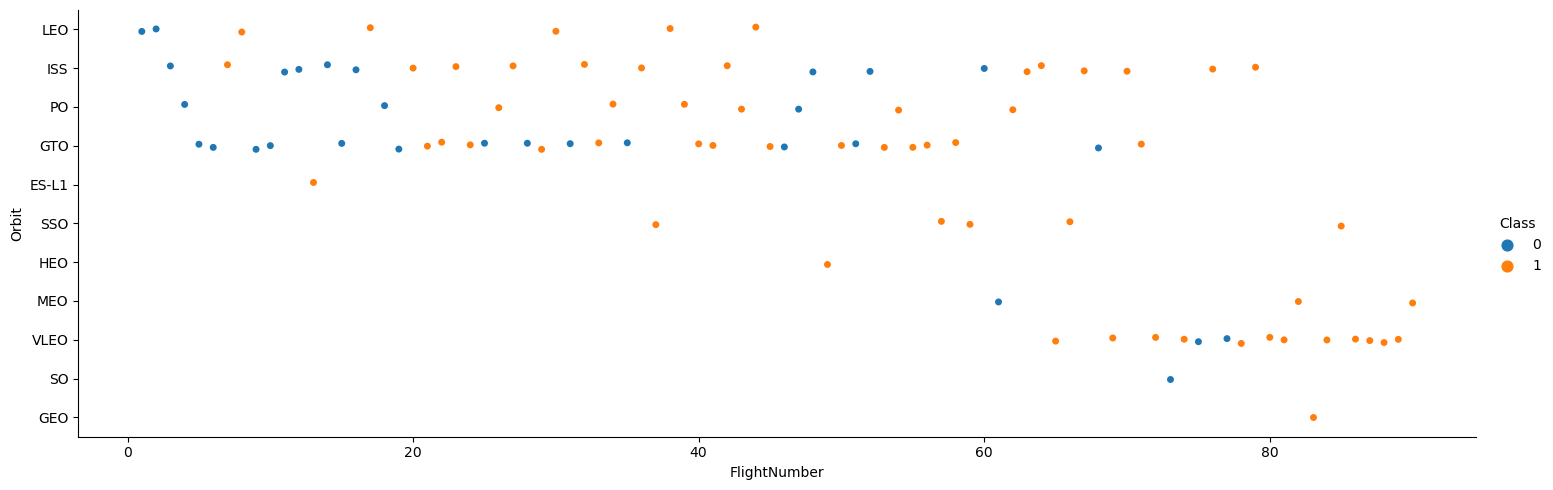 LEO
ISS
PO
GTO
ES-L1
SSO
HEO
MEO
VLEO
SO
GEO
Orbit
0 20 40 60 80
FlightNumber
Class
0
1